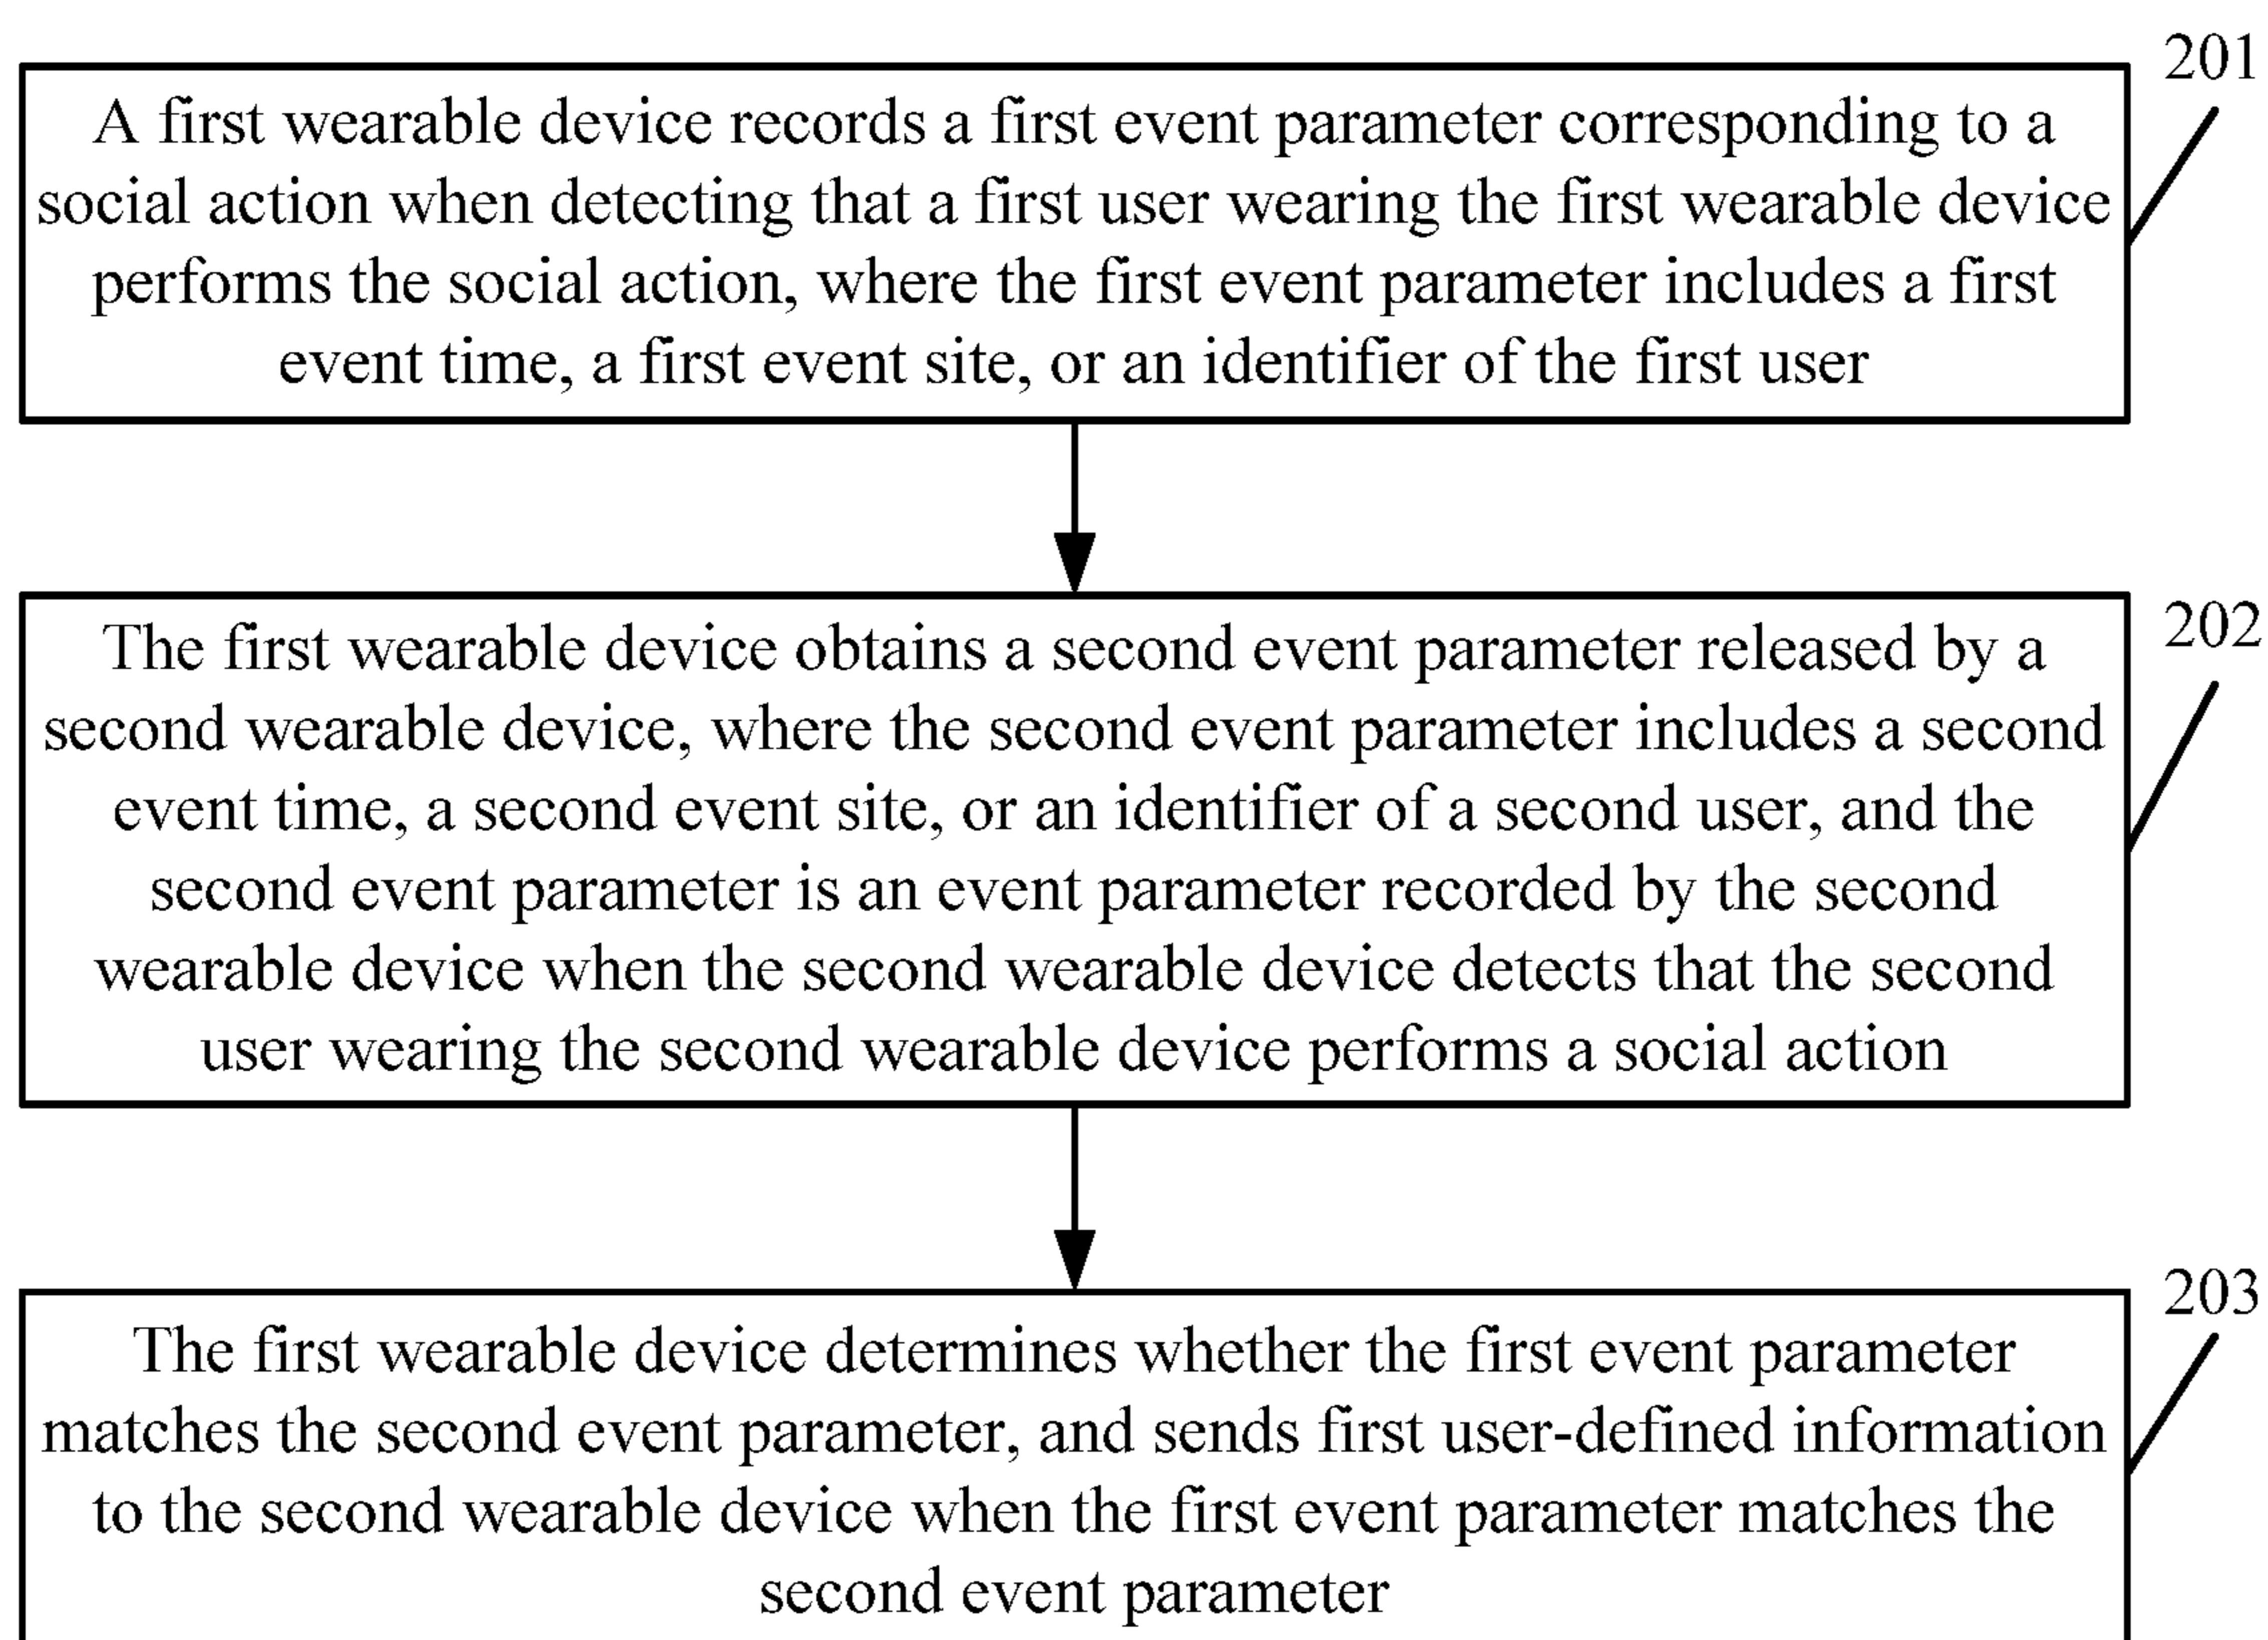 201
A first wearable device records a first event parameter corresponding to a
social action when detecting that a first user wearing the first wearable device
performs the social action, where the first event parameter includes a first
event time, a first event site, or an identifier of the first user
202
The first wearable device obtains a second event parameter released by a
second wearable device, where the second event parameter includes a second
event time, a second event site, or an identifier of a second user, and the
second event parameter is an event parameter recorded by the second
wearable device when the second wearable device detects that the second
user wearing the second wearable device performs a social action
203
The first wearable device determines whether the first event parameter
matches the second event parameter, and sends first user-defined information
to the second wearable device when the first event parameter matches the
second event parameter